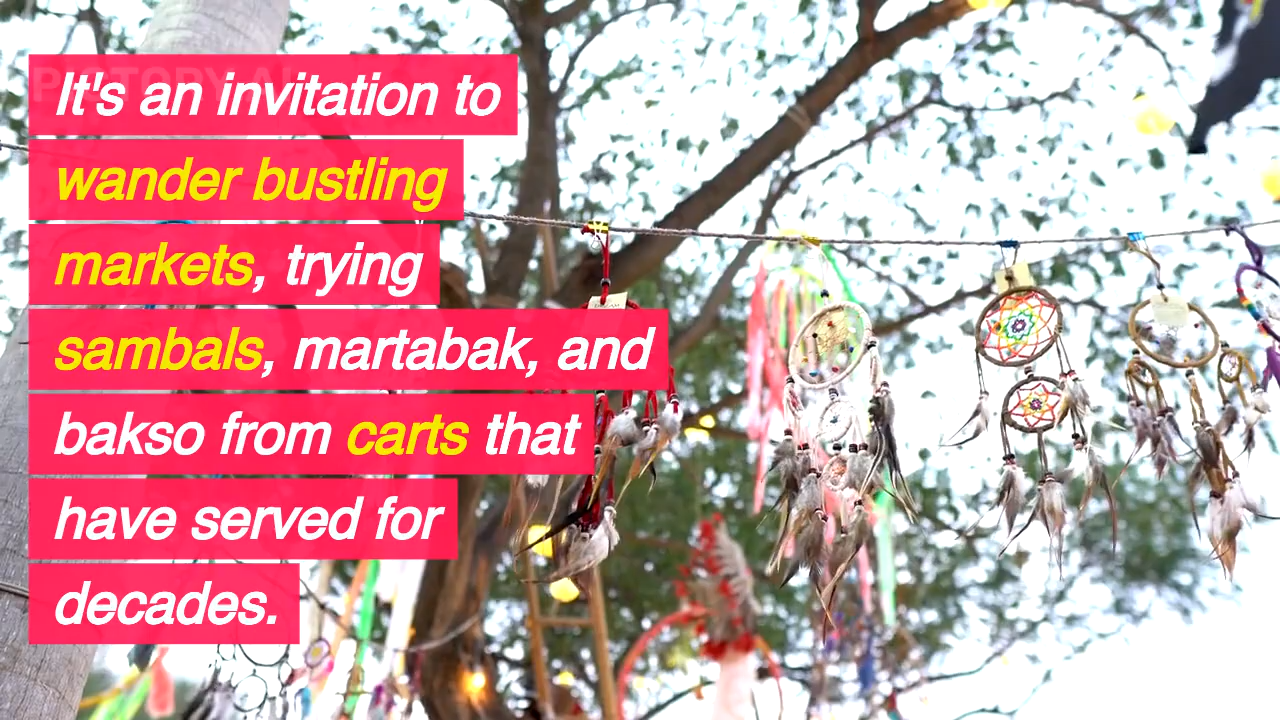 It's an invitation to
wander bustling
markets, trying
sambals, martabak, and
bakso from carts that
have served for
decades.